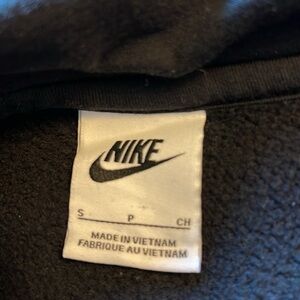 NIKE
S P CH
MADE IN VIETNAM
FABRIQUE AU VIETNAM